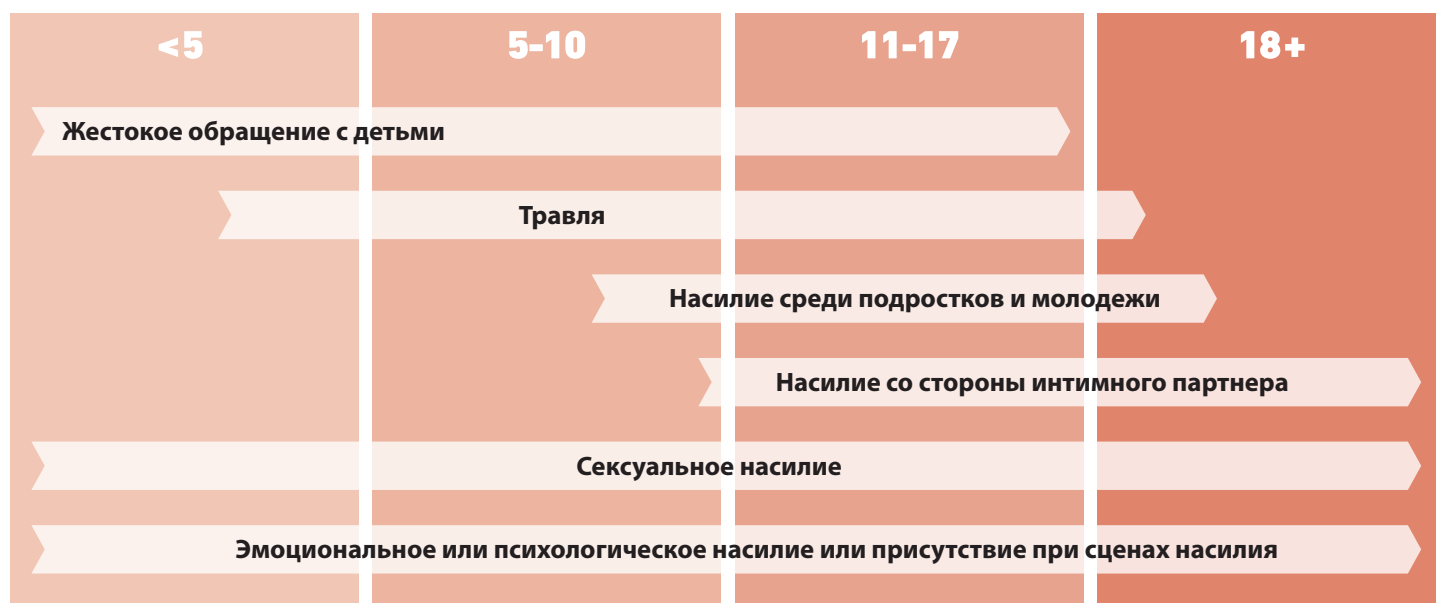 <5
5-10
11-17
18+
Жестокое обращение с детьми
Травля
Насилие среди подростков и молодежи
Насилие со стороны интимного партнера
Сексуальное насилие
Эмоциональное или психологическое насилие или присутствие при сценах насилия